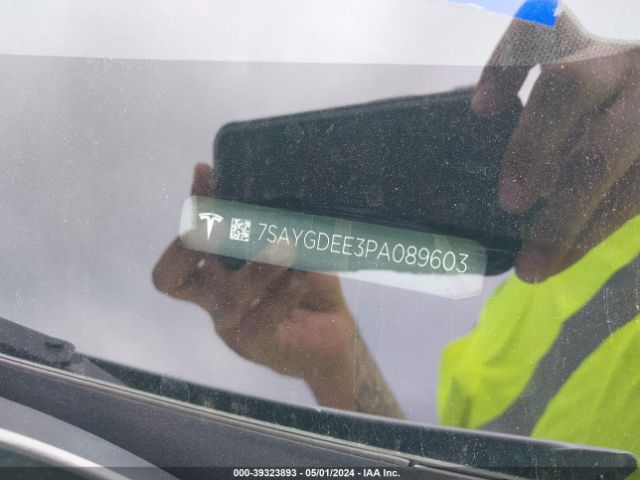 7SAYGDEE3PA089603
000-39323893 - 05/01/2024 - IAA Inc.